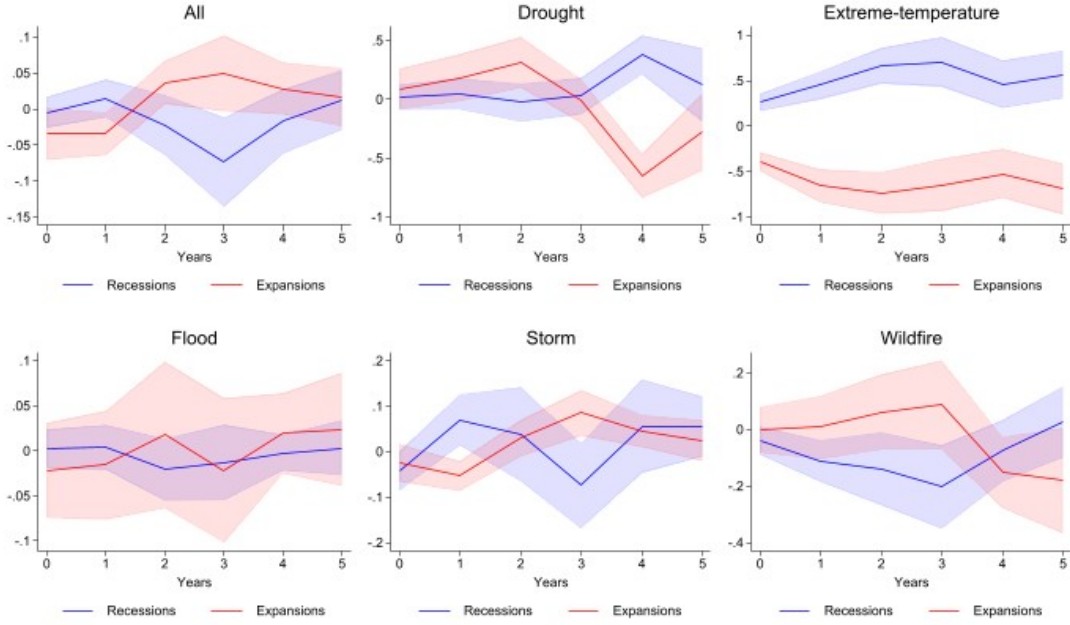 All
.1
.05
0
-.05
-.1
-.15
0 1 2 3 4 5
Years
Recessions Expansions
Drought
.5
0
-.5
-1
0 1 2 3 4 5
Years
Recessions Expansions
Extreme-temperature
1
.5
0
-.5
-1
0 1 2 3 4 5
Years
Recessions Expansions
Flood
.1
.05
0
-.05
-.1
0 1 2 3 4 5
Years
Recessions Expansions
Storm
.2
.1
0
-.1
-.2
0 1 2 3 4 5
Years
Recessions Expansions
Wildfire
.2
0
-.2
-.4
0 1 2 3 4 5
Years
Recessions Expansions